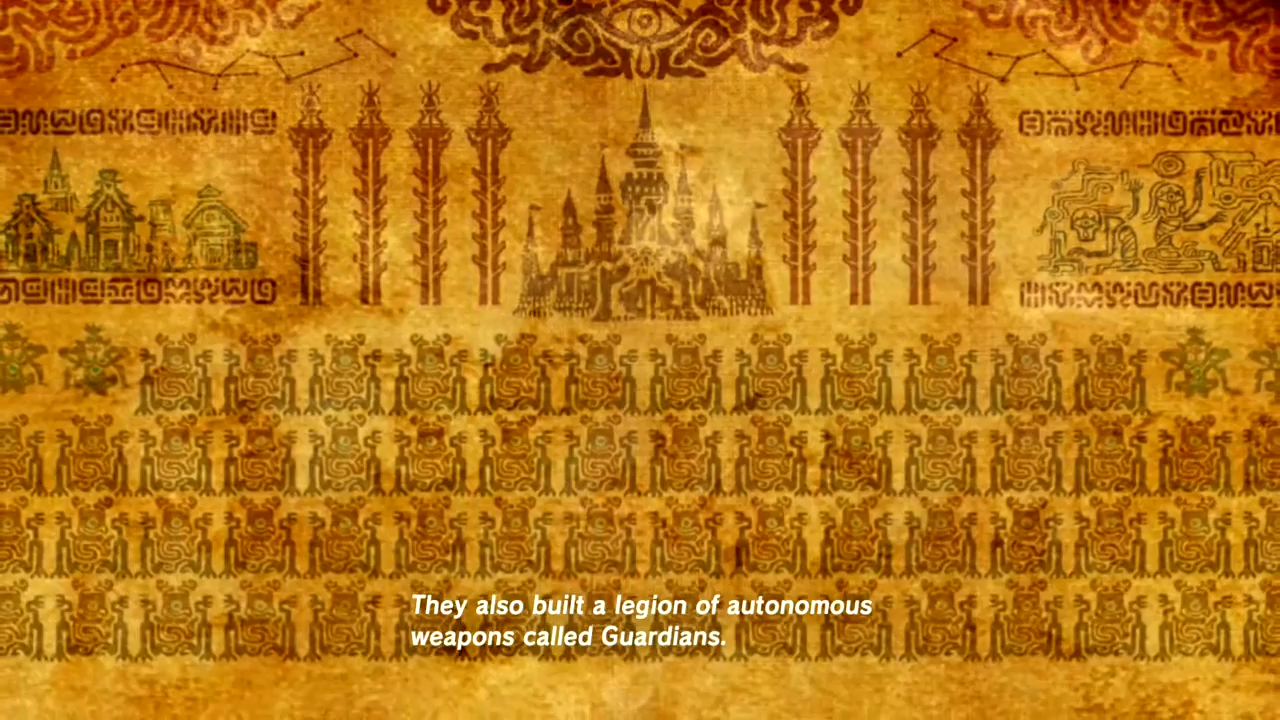 They also built a legion of autonomous
weapons called Guardians.